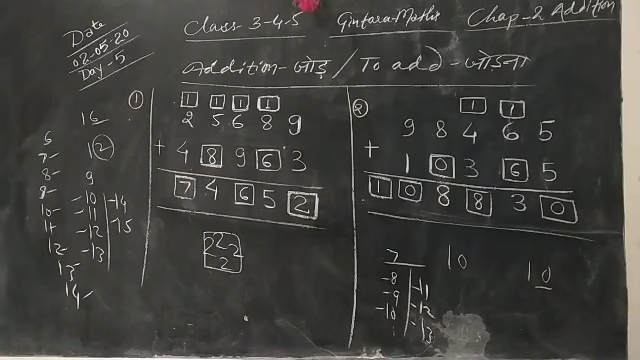 Date
02-05-20
Day-5
Class 3-4-5 Gintara-Maths Chap-2 Addition
Addition-जोड़ / To add-जोड़ना
① 1 1 1 1
2 5 6 8 9
+ 4 8 9 6 3
7 4 6 5 2
② 1 1
9 8 4 6 5
+ 1 0 3 6 5
1 0 8 8 3 0
16
6
7- 12
8- 9
9- -10 -14
10- -11 -15
11- -12
12- -13
13-
14-
2 2 2
2
7 10 10
-8 -11
-9 -12
-10 -13